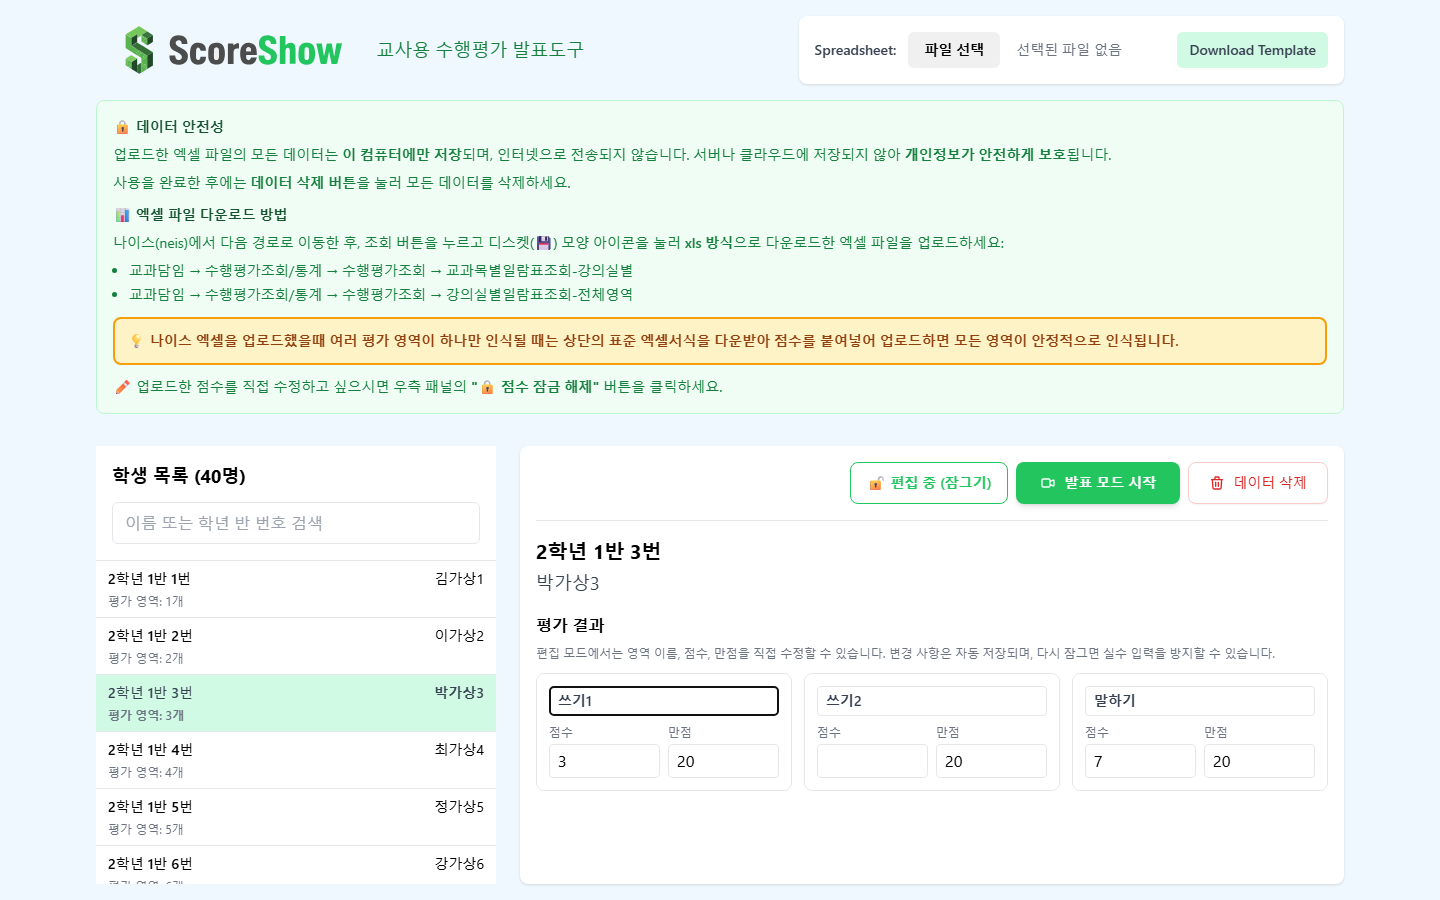 ScoreShow
교사용 수행평가 발표도구
Spreadsheet: 파일 선택 선택된 파일 없음
Download Template
🔒 데이터 안전성
업로드한 엑셀 파일의 모든 데이터는 이 컴퓨터에만 저장되며, 인터넷으로 전송되지 않습니다. 서버나 클라우드에 저장되지 않아 개인정보가 안전하게 보호됩니다.
사용을 완료한 후에는 데이터 삭제 버튼을 눌러 모든 데이터를 삭제하세요.
📊 엑셀 파일 다운로드 방법
나이스(neis)에서 다음 경로로 이동한 후, 조회 버튼을 누르고 디스켓(💾) 모양 아이콘을 눌러 xls 방식으로 다운로드한 엑셀 파일을 업로드하세요:
• 교과담임 → 수행평가조회/통계 → 수행평가조회 → 교과목별일람표조회-강의실별
• 교과담임 → 수행평가조회/통계 → 수행평가조회 → 강의실별일람표조회-전체영역
💡 나이스 엑셀을 업로드했을때 여러 평가 영역이 하나만 인식될 때는 상단의 표준 엑셀서식을 다운받아 점수를 붙여넣어 업로드하면 모든 영역이 안정적으로 인식됩니다.
✏️ 업로드한 점수를 직접 수정하고 싶으시면 우측 패널의 "🔒 점수 잠금 해제" 버튼을 클릭하세요.
학생 목록 (40명)
이름 또는 학년 반 번호 검색
2학년 1반 1번 김가상1
평가 영역: 1개
2학년 1반 2번 이가상2
평가 영역: 2개
2학년 1반 3번 박가상3
평가 영역: 3개
2학년 1반 4번 최가상4
평가 영역: 4개
2학년 1반 5번 정가상5
평가 영역: 5개
2학년 1반 6번 강가상6
🔓 편집 중 (잠그기)
발표 모드 시작
데이터 삭제
2학년 1반 3번
박가상3
평가 결과
편집 모드에서는 영역 이름, 점수, 만점을 직접 수정할 수 있습니다. 변경 사항은 자동 저장되며, 다시 잠그면 실수 입력을 방지할 수 있습니다.
쓰기1
점수 만점
3 20
쓰기2
점수 만점
20
말하기
점수 만점
7 20